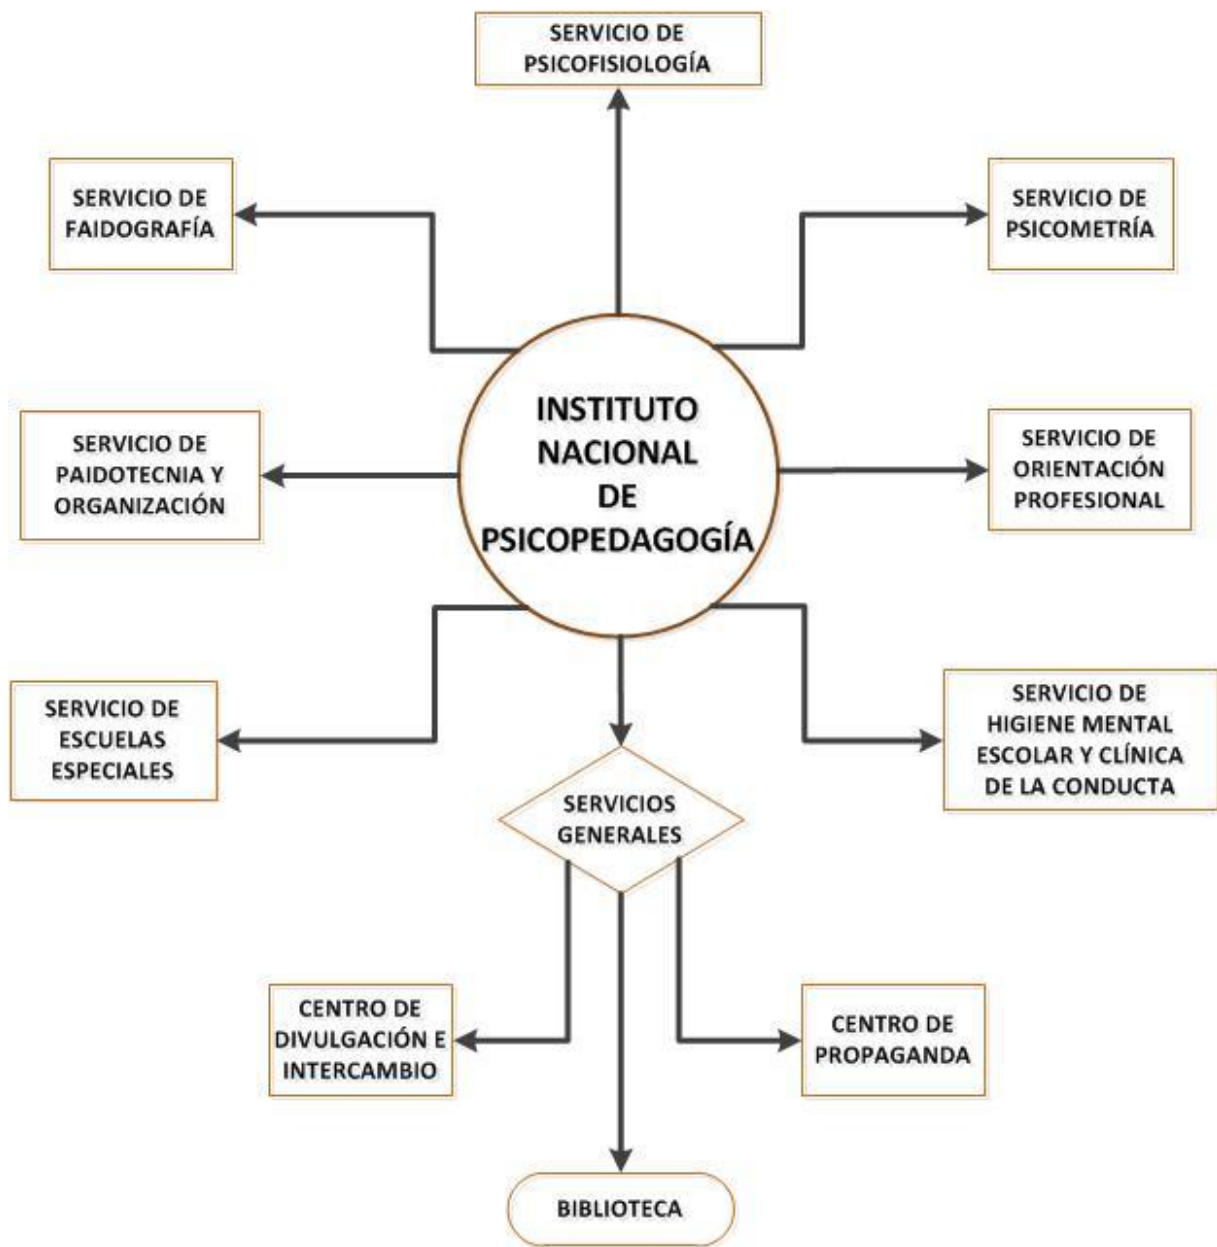 SERVICIO DE
PSICOFISIOLOGÍA
SERVICIO DE
FAIDOGRAFÍA
SERVICIO DE
PSICOMETRÍA
INSTITUTO
NACIONAL
DE
PSICOPEDAGOGÍA
SERVICIO DE
PAIDOTECNIA Y
ORGANIZACIÓN
SERVICIO DE
ORIENTACIÓN
PROFESIONAL
SERVICIO DE
ESCUELAS
ESPECIALES
SERVICIO DE
HIGIENE MENTAL
ESCOLAR Y CLÍNICA
DE LA CONDUCTA
SERVICIOS
GENERALES
CENTRO DE
DIVULGACIÓN E
INTERCAMBIO
CENTRO DE
PROPAGANDA
BIBLIOTECA